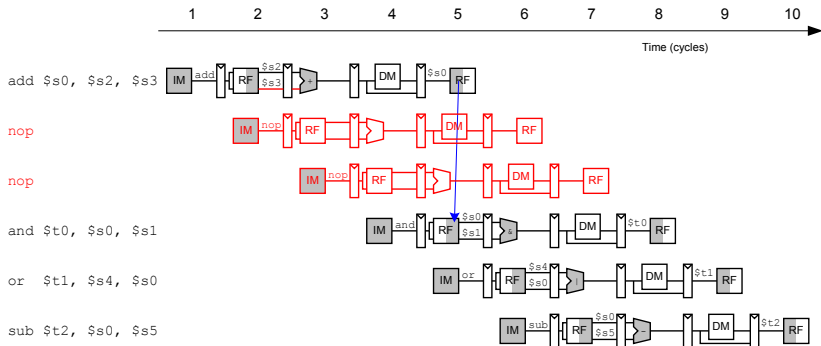 1 2 3 4 5 6 7 8 9 10
Time (cycles)
add $s0, $s2, $s3 IM add RF $s2 $s3 + DM $s0 RF
nop IM nop RF DM RF
nop IM nop RF DM RF
and $t0, $s0, $s1 IM and RF $s0 $s1 & DM $t0 RF
or $t1, $s4, $s0 IM or RF $s4 $s0 | DM $t1 RF
sub $t2, $s0, $s5 IM sub RF $s0 $s5 - DM $t2 RF